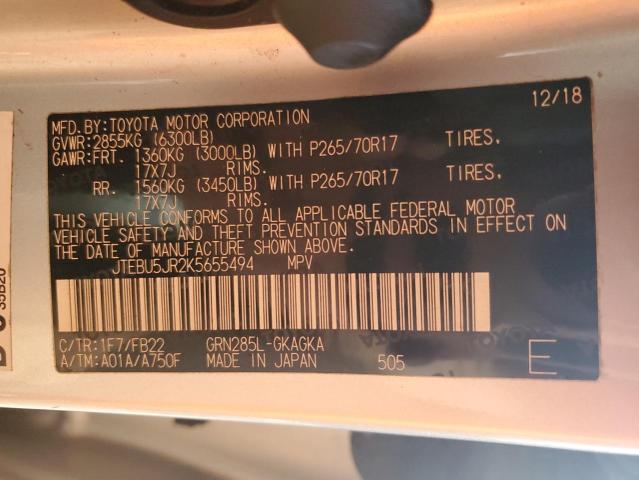 12/18
MFD.BY:TOYOTA MOTOR CORPORATION
GVWR:2855KG (6300LB)
GAWR:FRT. 1360KG (3000LB) WITH P265/70R17 TIRES.
17X7J RIMS.
RR. 1560KG (3450LB) WITH P265/70R17 TIRES.
17X7J RIMS.
THIS VEHICLE CONFORMS TO ALL APPLICABLE FEDERAL MOTOR
VEHICLE SAFETY AND THEFT PREVENTION STANDARDS IN EFFECT ON
THE DATE OF MANUFACTURE SHOWN ABOVE.
JTEBU5JR2K5655494 MPV
C/TR:1F7/FB22 GRN285L-GKAGKA
A/TM:A01A/A750F MADE IN JAPAN 505 E
35B20